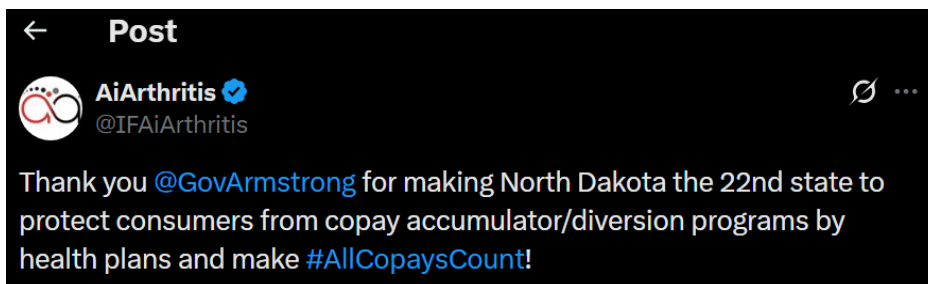 Post
AiArthritis
@IFAiArthritis
Thank you @GovArmstrong for making North Dakota the 22nd state to
protect consumers from copay accumulator/diversion programs by
health plans and make #AllCopaysCount!